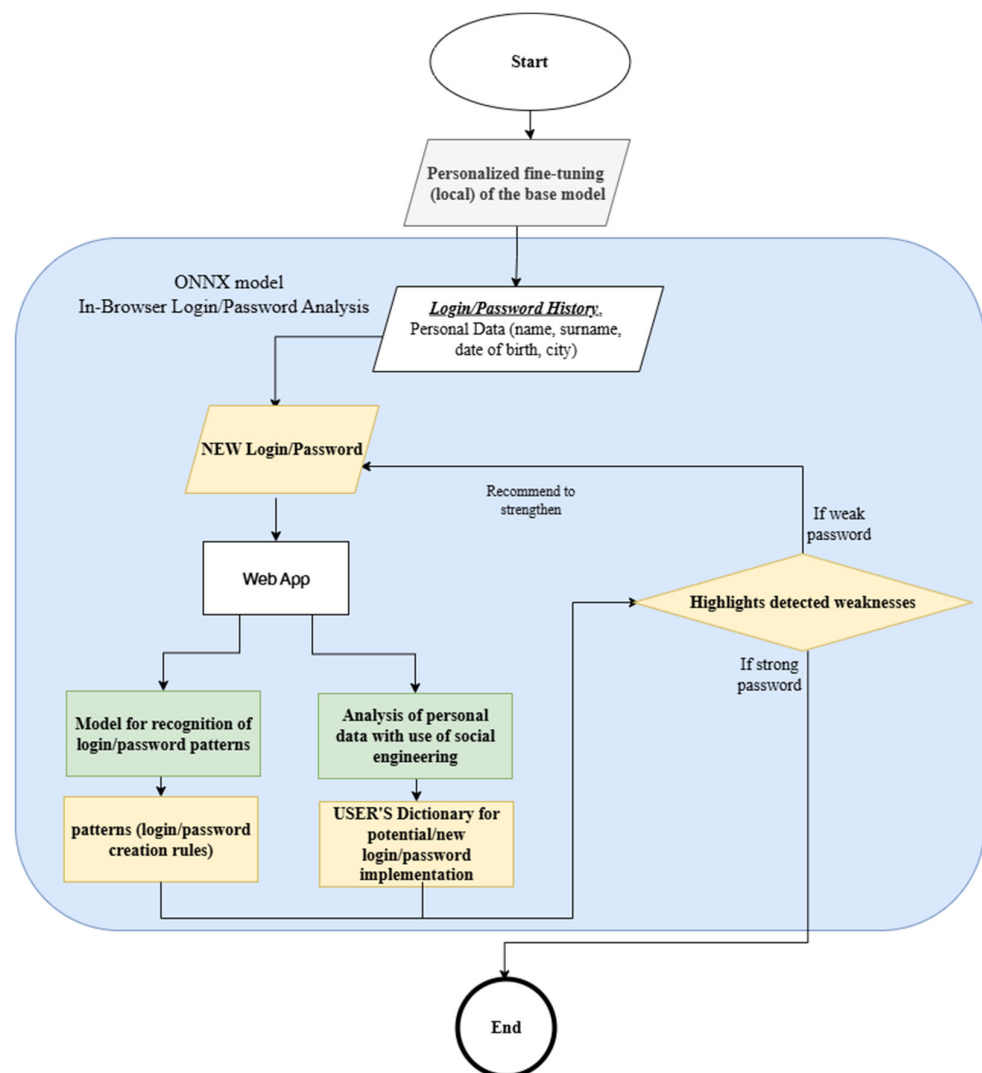 Start
Personalized fine-tuning
(local) of the base model
ONNX model
In-Browser Login/Password Analysis
Login/Password History,
Personal Data (name, surname,
date of birth, city)
NEW Login/Password
Recommend to
strengthen
If weak
password
Web App
Highlights detected weaknesses
If strong
password
Model for recognition of
login/password patterns
Analysis of personal
data with use of social
engineering
patterns (login/password
creation rules)
USER'S Dictionary for
potential/new
login/password
implementation
End